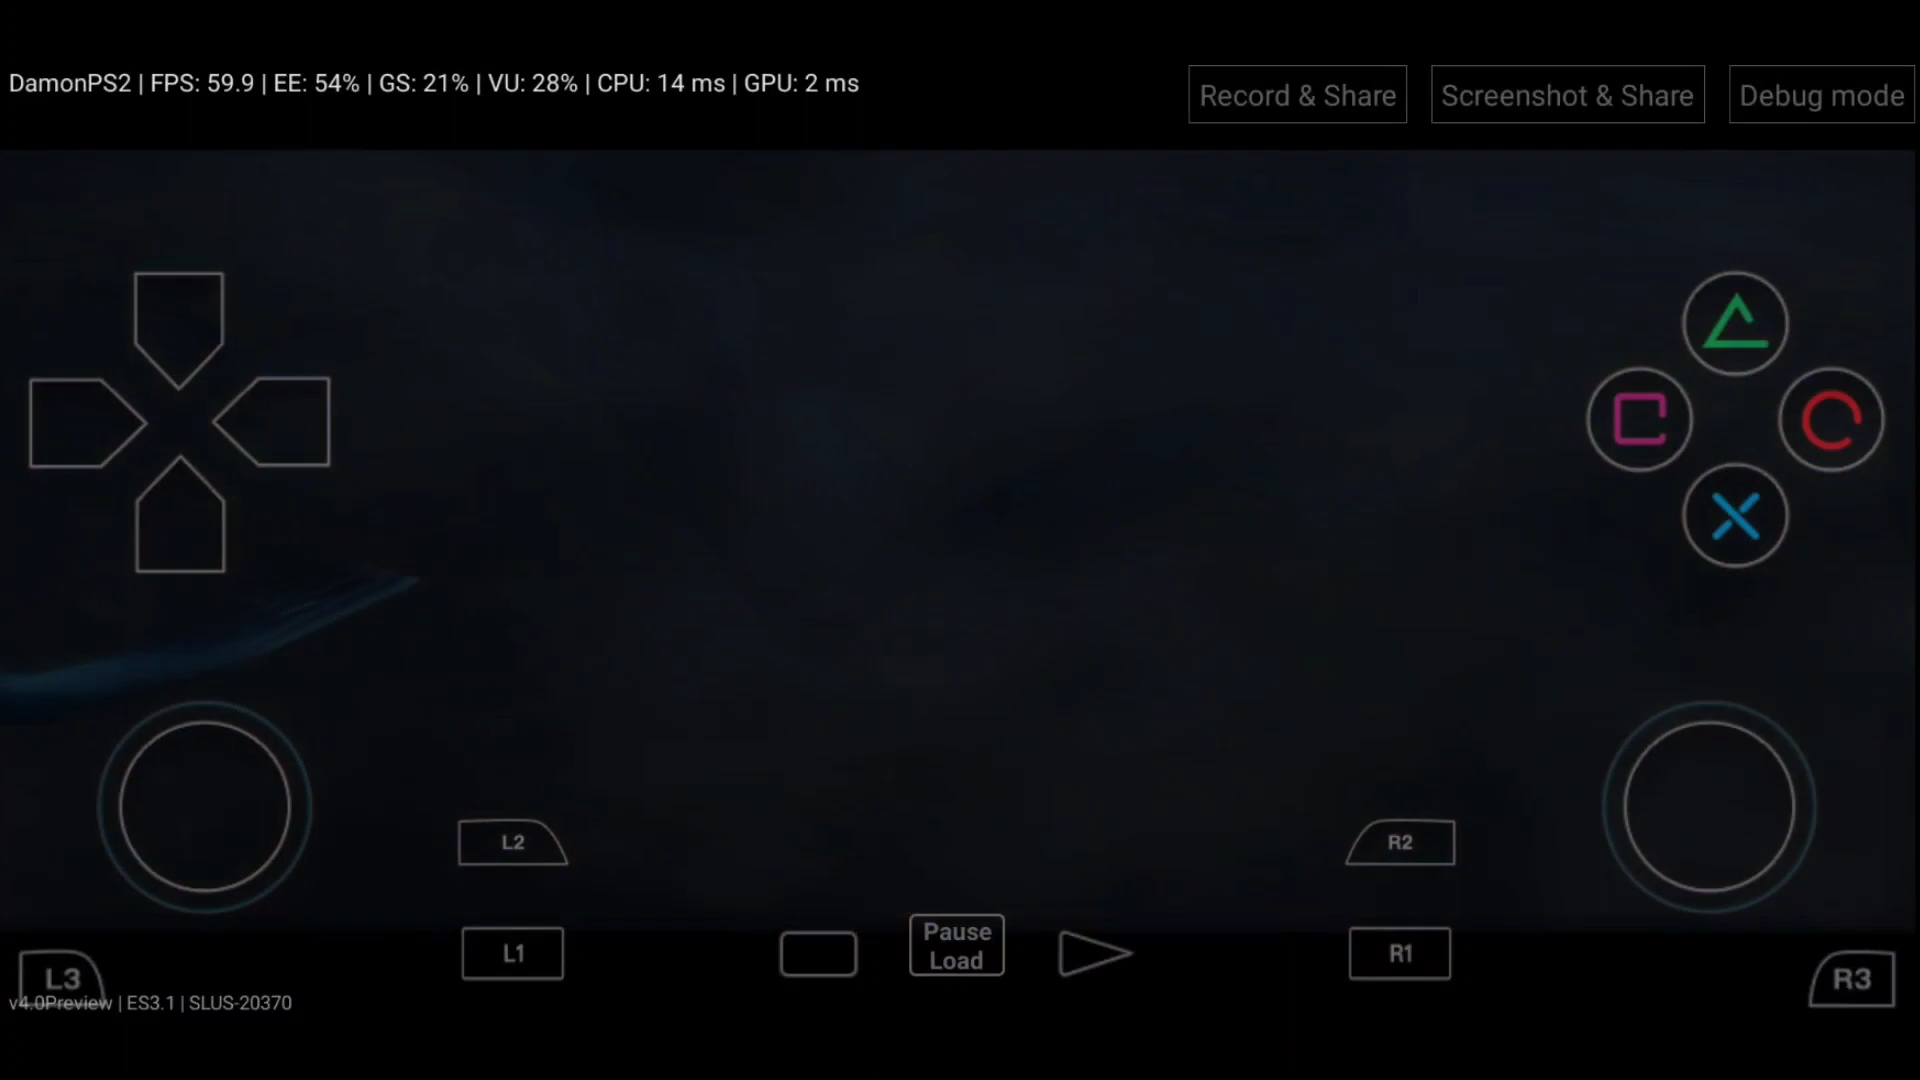 DamonPS2 | FPS: 59.9 | EE: 54% | GS: 21% | VU: 28% | CPU: 14 ms | GPU: 2 ms
Record & Share
Screenshot & Share
Debug mode
L2
R2
L1
Pause
Load
R1
L3
R3
v4.0Preview | ES3.1 | SLUS-20370